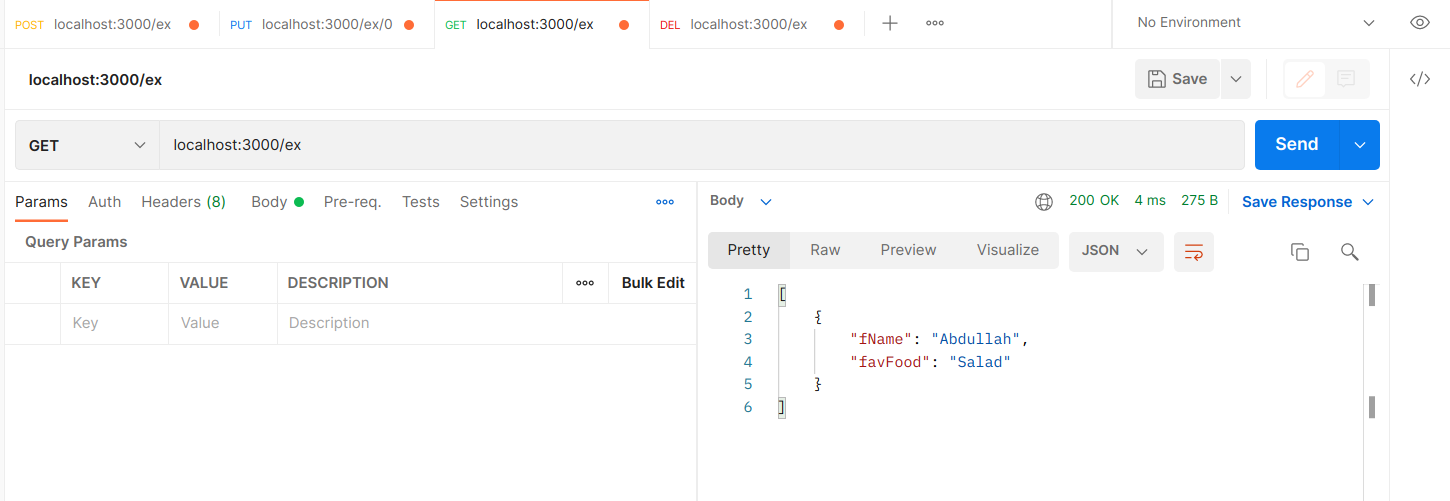 POST localhost:3000/ex PUT localhost:3000/ex/0 GET localhost:3000/ex DEL localhost:3000/ex No Environment
localhost:3000/ex Save
GET localhost:3000/ex Send
Params Auth Headers (8) Body Pre-req. Tests Settings
Query Params
KEY VALUE DESCRIPTION Bulk Edit
Key Value Description
Body 200 OK 4 ms 275 B Save Response
Pretty Raw Preview Visualize JSON
1 [
2 {
3 "fName": "Abdullah",
4 "favFood": "Salad"
5 }
6 ]